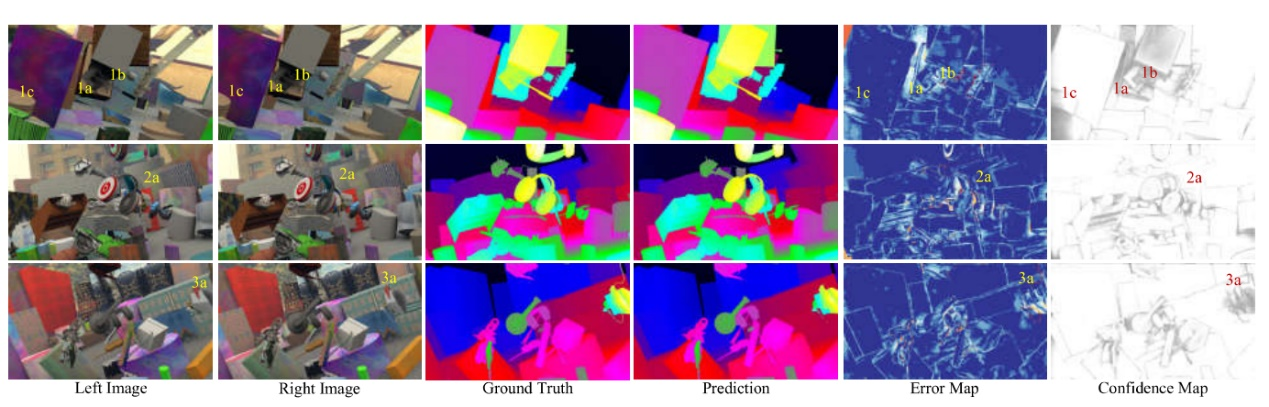 1c 1a 1b 1c 1a 1b 1c 1a 1b 1c 1a 1b
2a 2a 2a 2a
3a 3a 3a 3a
Left Image Right Image Ground Truth Prediction Error Map Confidence Map